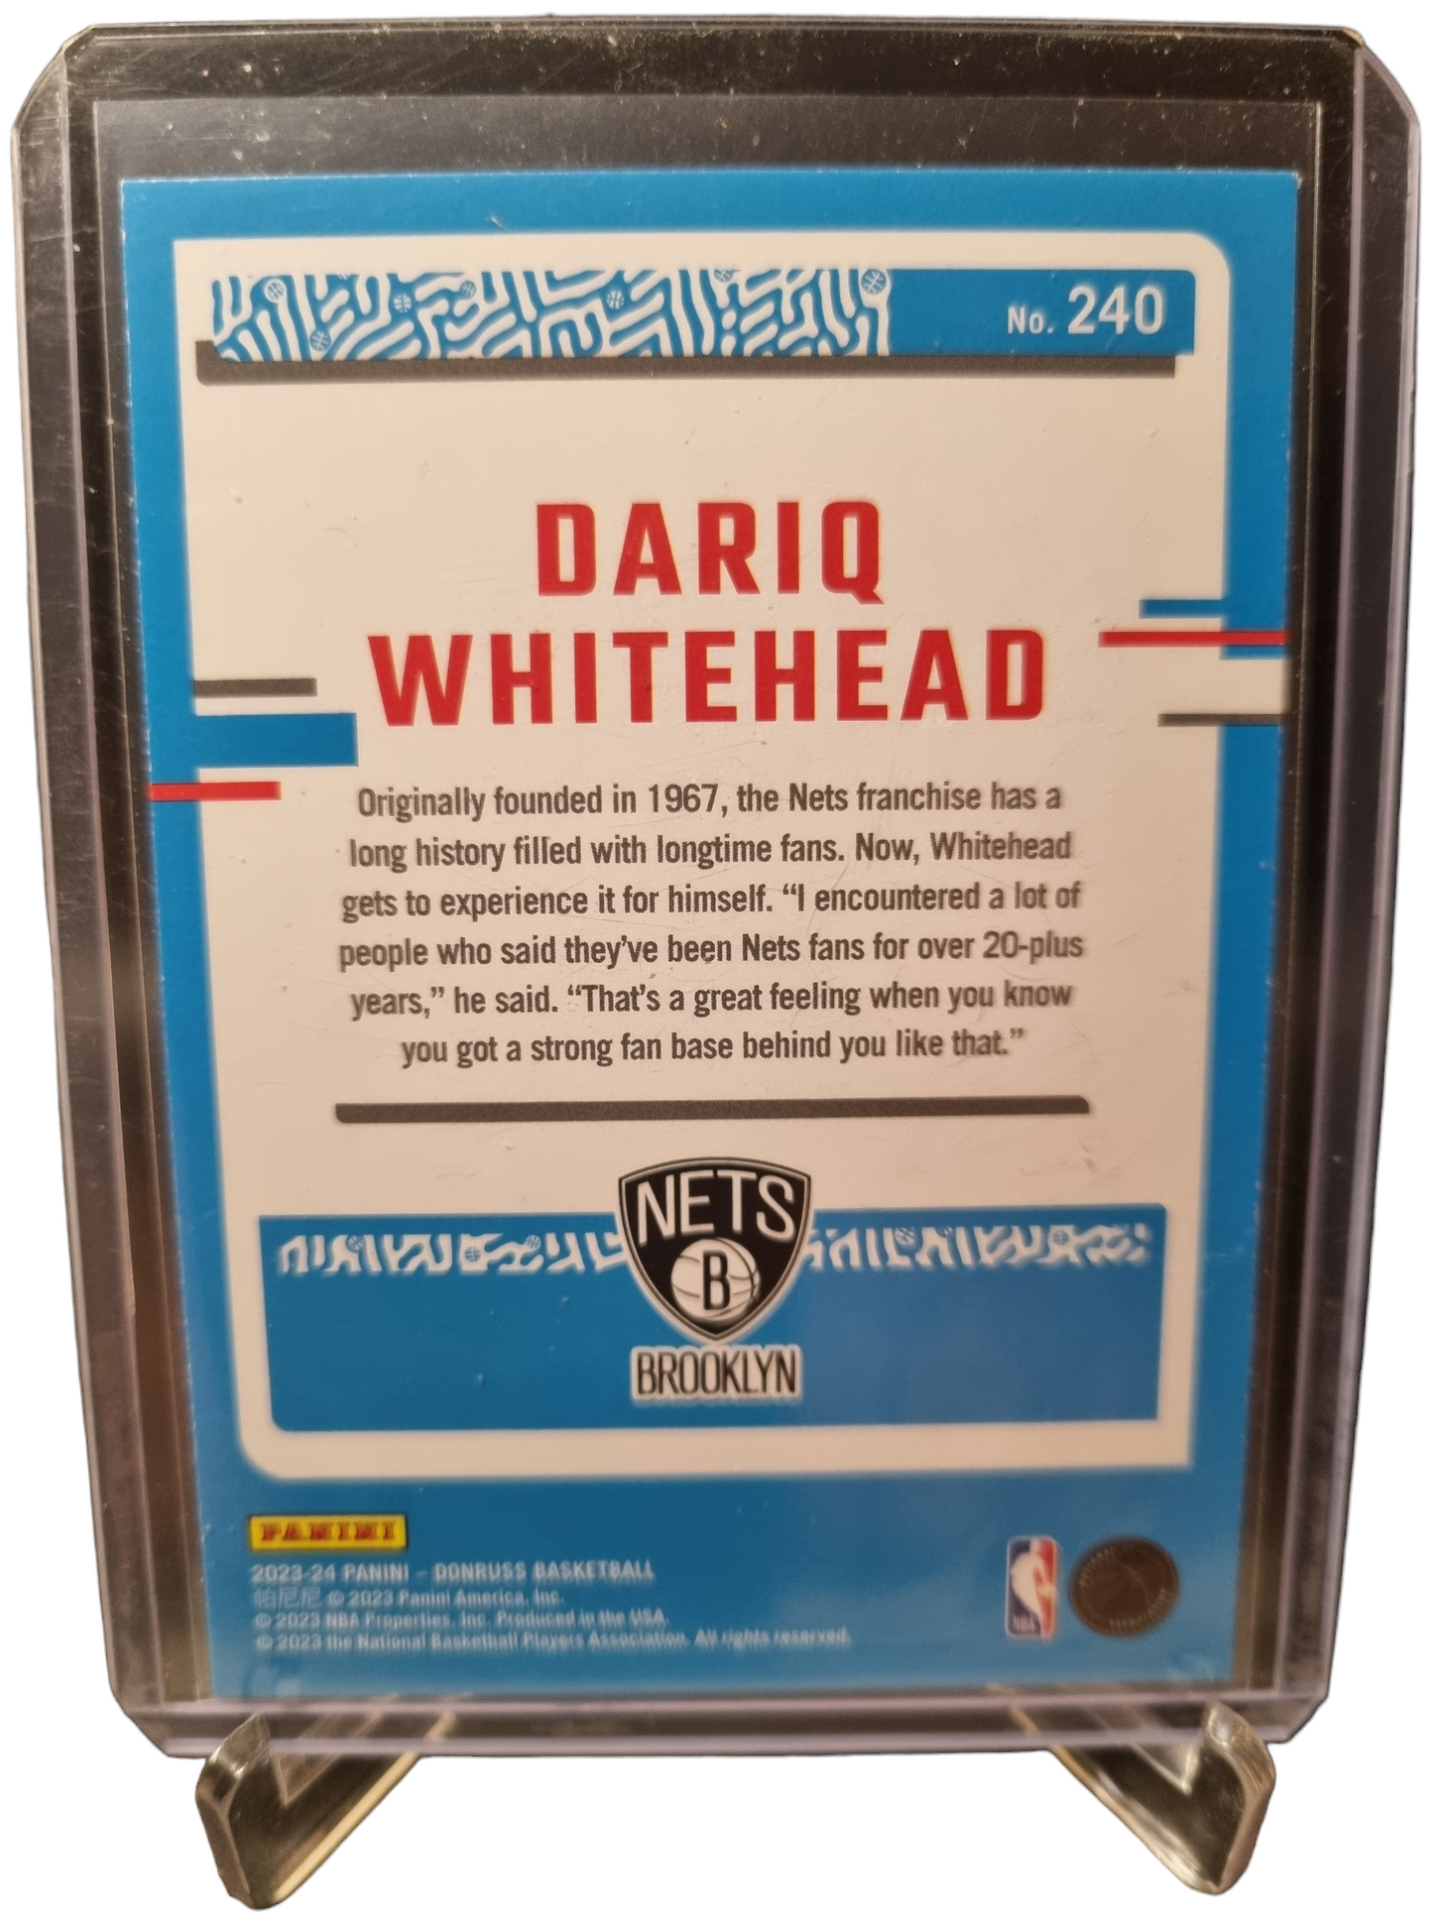 No. 240
DARIQ
WHITEHEAD
Originally founded in 1967, the Nets franchise has a
long history filled with longtime fans. Now, Whitehead
gets to experience it for himself. “I encountered a lot of
people who said they’ve been Nets fans for over 20-plus
years,” he said. “That’s a great feeling when you know
you got a strong fan base behind you like that.”
NETS
B
BROOKLYN
PANINI
2023-24 PANINI – DONRUSS BASKETBALL
帕尼尼 © 2023 Panini America, Inc.
© 2023 NBA Properties, Inc. Produced in the USA.
© 2023 the National Basketball Players Association. All rights reserved.
NBA